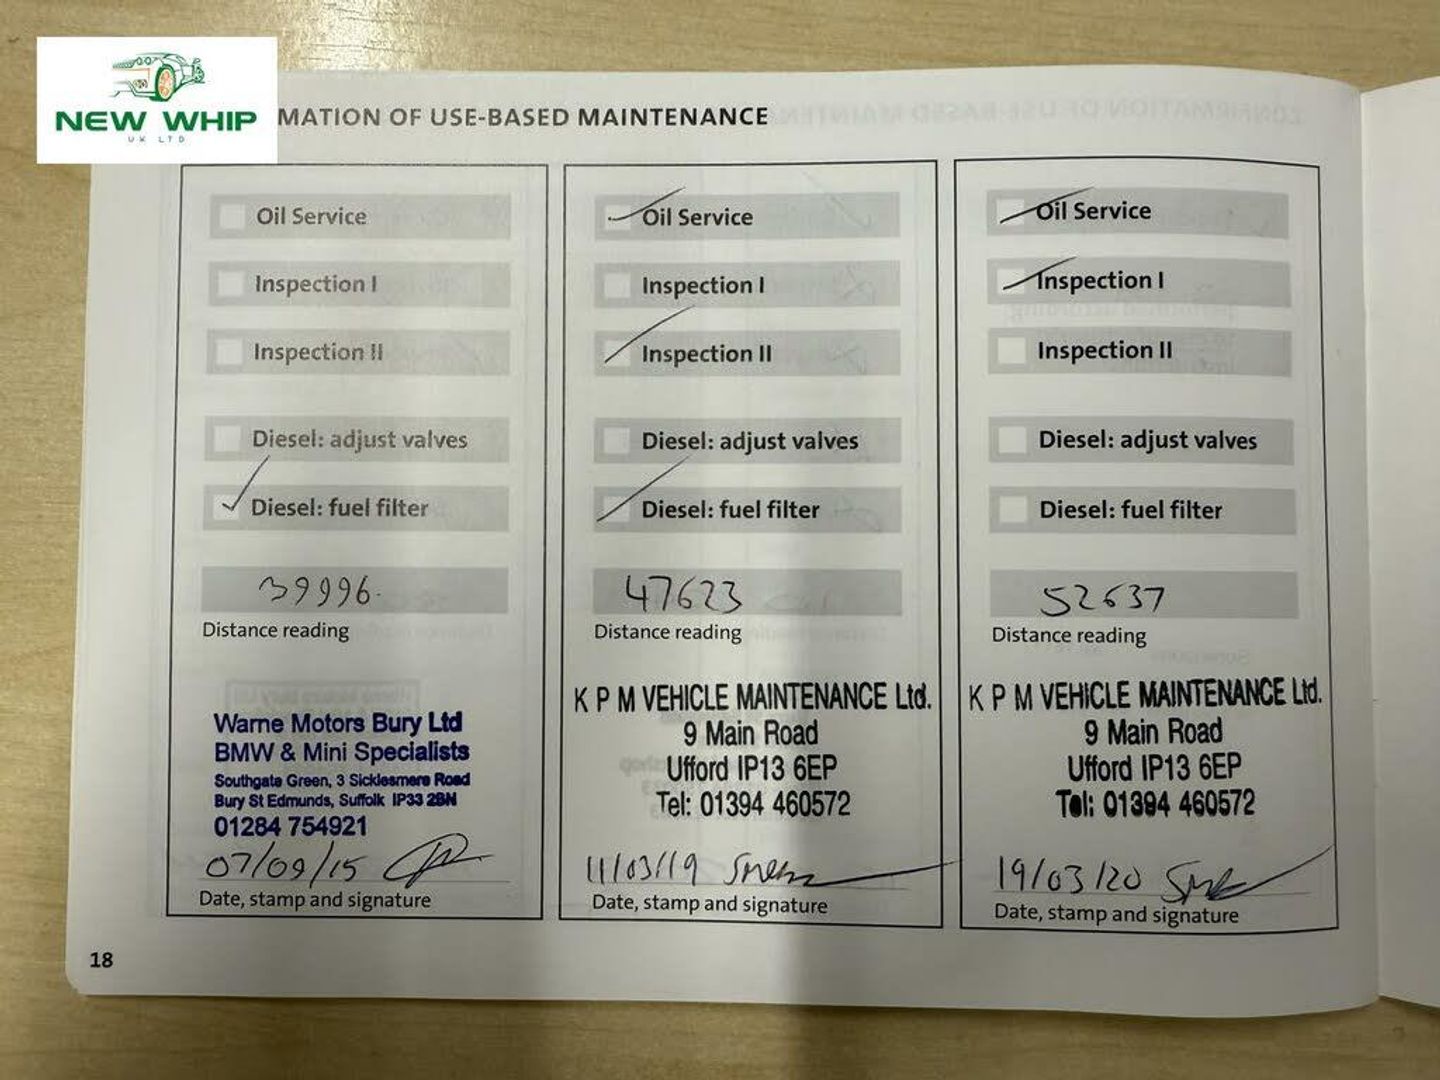 NEW WHIP
UK LTD
MATION OF USE-BASED MAINTENANCE
Oil Service
Inspection I
Inspection II
Diesel: adjust valves
Diesel: fuel filter
39996.
Distance reading
Warne Motors Bury Ltd
BMW & Mini Specialists
Southgate Green, 3 Sicklesmere Road
Bury St Edmunds, Suffolk IP33 2BN
01284 754921
07/09/15
Date, stamp and signature
Oil Service
Inspection I
Inspection II
Diesel: adjust valves
Diesel: fuel filter
47623
Distance reading
K P M VEHICLE MAINTENANCE Ltd.
9 Main Road
Ufford IP13 6EP
Tel: 01394 460572
11/03/19
Date, stamp and signature
Oil Service
Inspection I
Inspection II
Diesel: adjust valves
Diesel: fuel filter
52637
Distance reading
K P M VEHICLE MAINTENANCE Ltd.
9 Main Road
Ufford IP13 6EP
Tel: 01394 460572
19/03/20
Date, stamp and signature
18